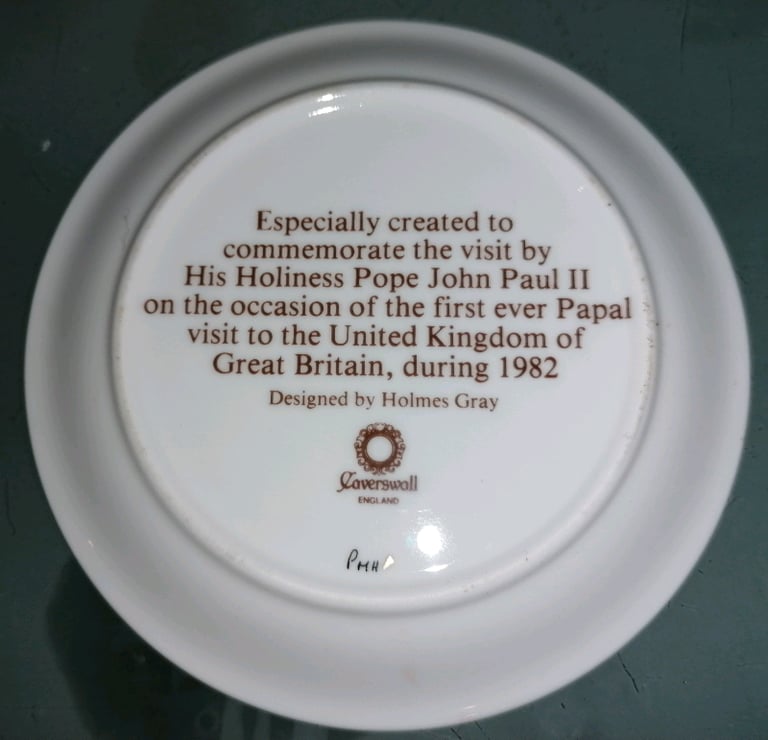 Especially created to
commemorate the visit by
His Holiness Pope John Paul II
on the occasion of the first ever Papal
visit to the United Kingdom of
Great Britain, during 1982
Designed by Holmes Gray
Caverswall
ENGLAND
PMH